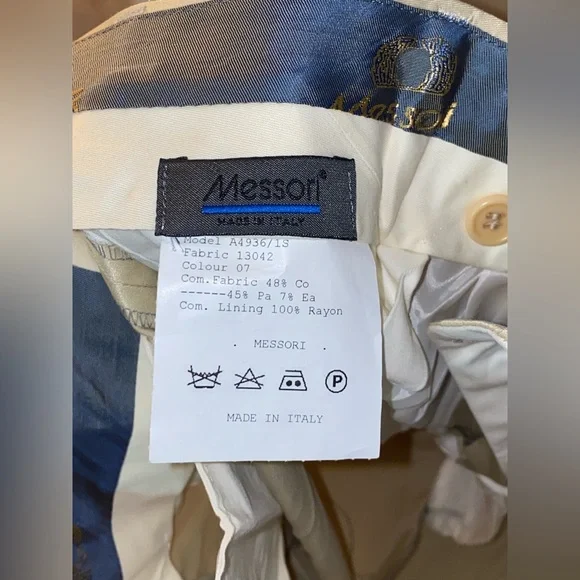 Messori
Messori®
MADE IN ITALY
Model A4936/1S
Fabric 13042
Colour 07
Com.Fabric 48% Co
------45% Pa 7% Ea
Com. Lining 100% Rayon
. MESSORI .
P
MADE IN ITALY